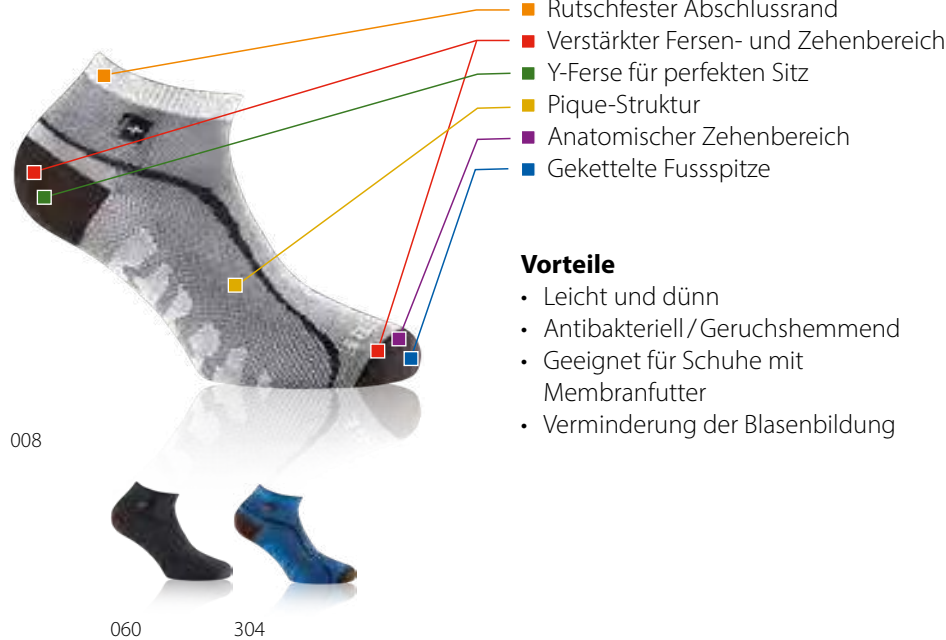 Rutschfester Abschlussrand
Verstärkter Fersen- und Zehenbereich
Y-Ferse für perfekten Sitz
Pique-Struktur
Anatomischer Zehenbereich
Gekettelte Fussspitze
Vorteile
• Leicht und dünn
• Antibakteriell/Geruchshemmend
• Geeignet für Schuhe mit
Membranfutter
• Verminderung der Blasenbildung
008
060 304